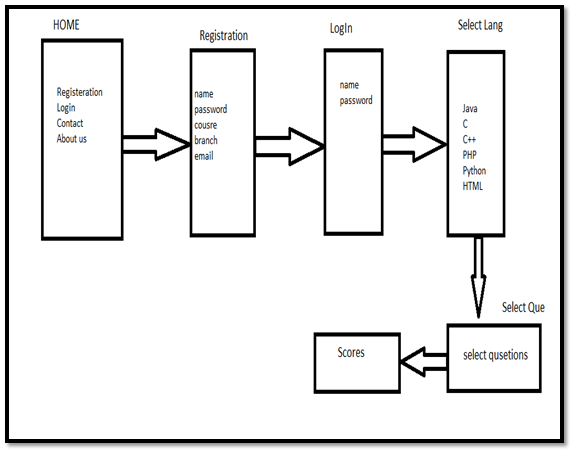 HOME
Registeration
Login
Contact
About us
Registration
name
password
cousre
branch
email
LogIn
name
password
Select Lang
Java
C
C++
PHP
Python
HTML
Select Que
select qusetions
Scores